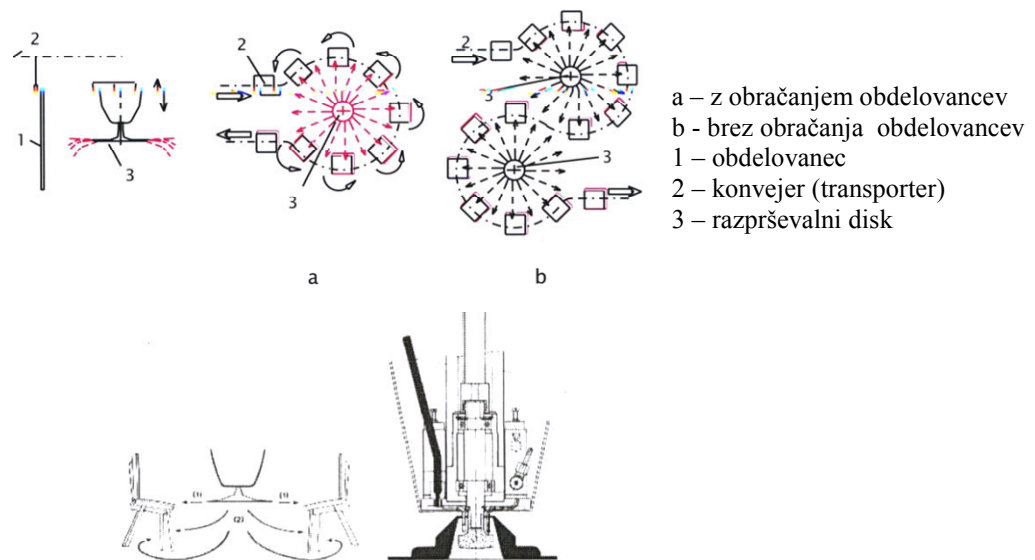 2
1
3
2
3
a
2
3
3
b
a – z obračanjem obdelovancev
b - brez obračanja  obdelovancev
1 – obdelovanec
2 – konvejer (transporter)
3 – razprševalni disk
(1) (1)
(2)